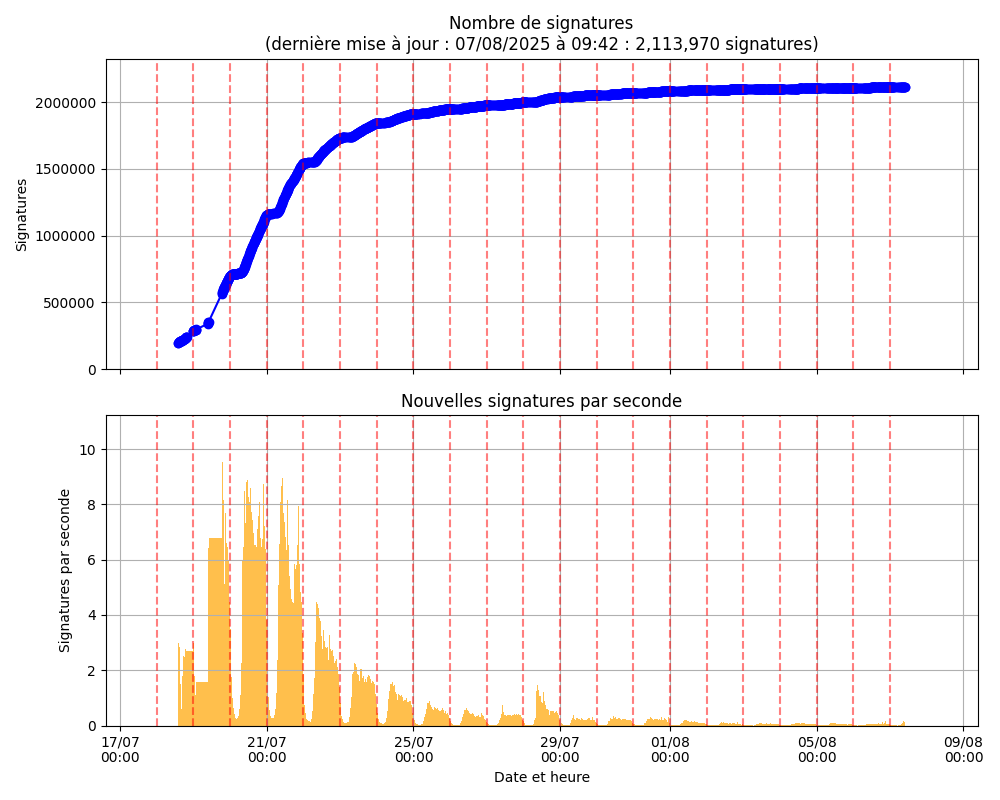 Nombre de signatures
(dernière mise à jour : 07/08/2025 à 09:42 : 2,113,970 signatures)
2000000
1500000
1000000
500000
0
Signatures
Nouvelles signatures par seconde
10
8
6
4
2
0
Signatures par seconde
17/07 21/07 25/07 29/07 01/08 05/08 09/08
00:00 00:00 00:00 00:00 00:00 00:00 00:00
Date et heure